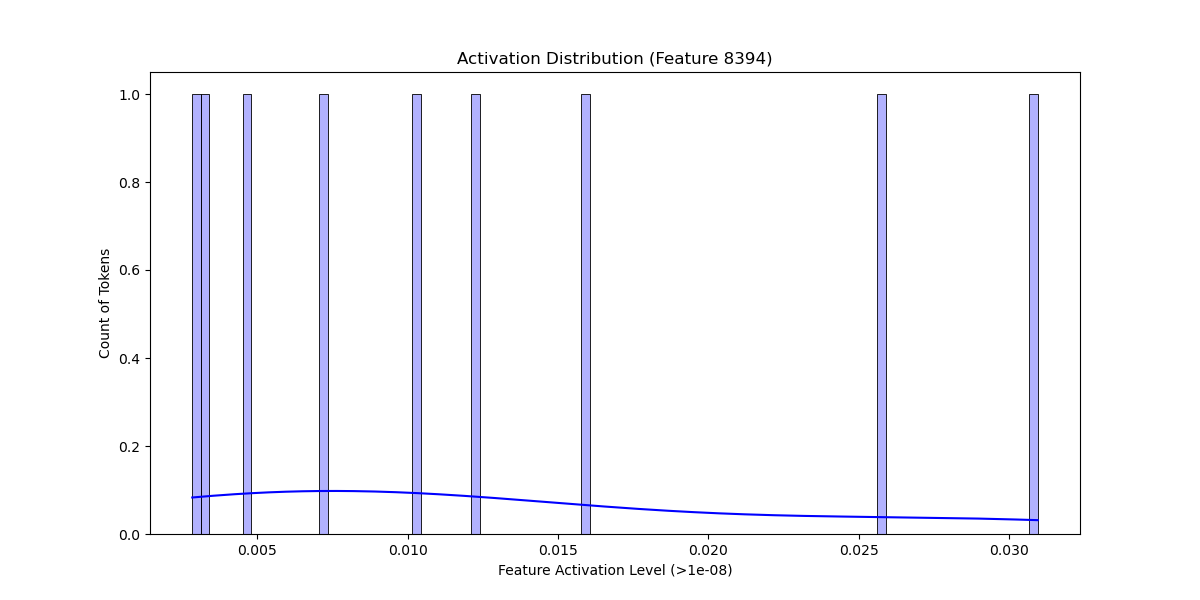 Activation Distribution (Feature 8394)
1.0
0.8
0.6
0.4
0.2
0.0
Count of Tokens
0.005 0.010 0.015 0.020 0.025 0.030
Feature Activation Level (>1e-08)